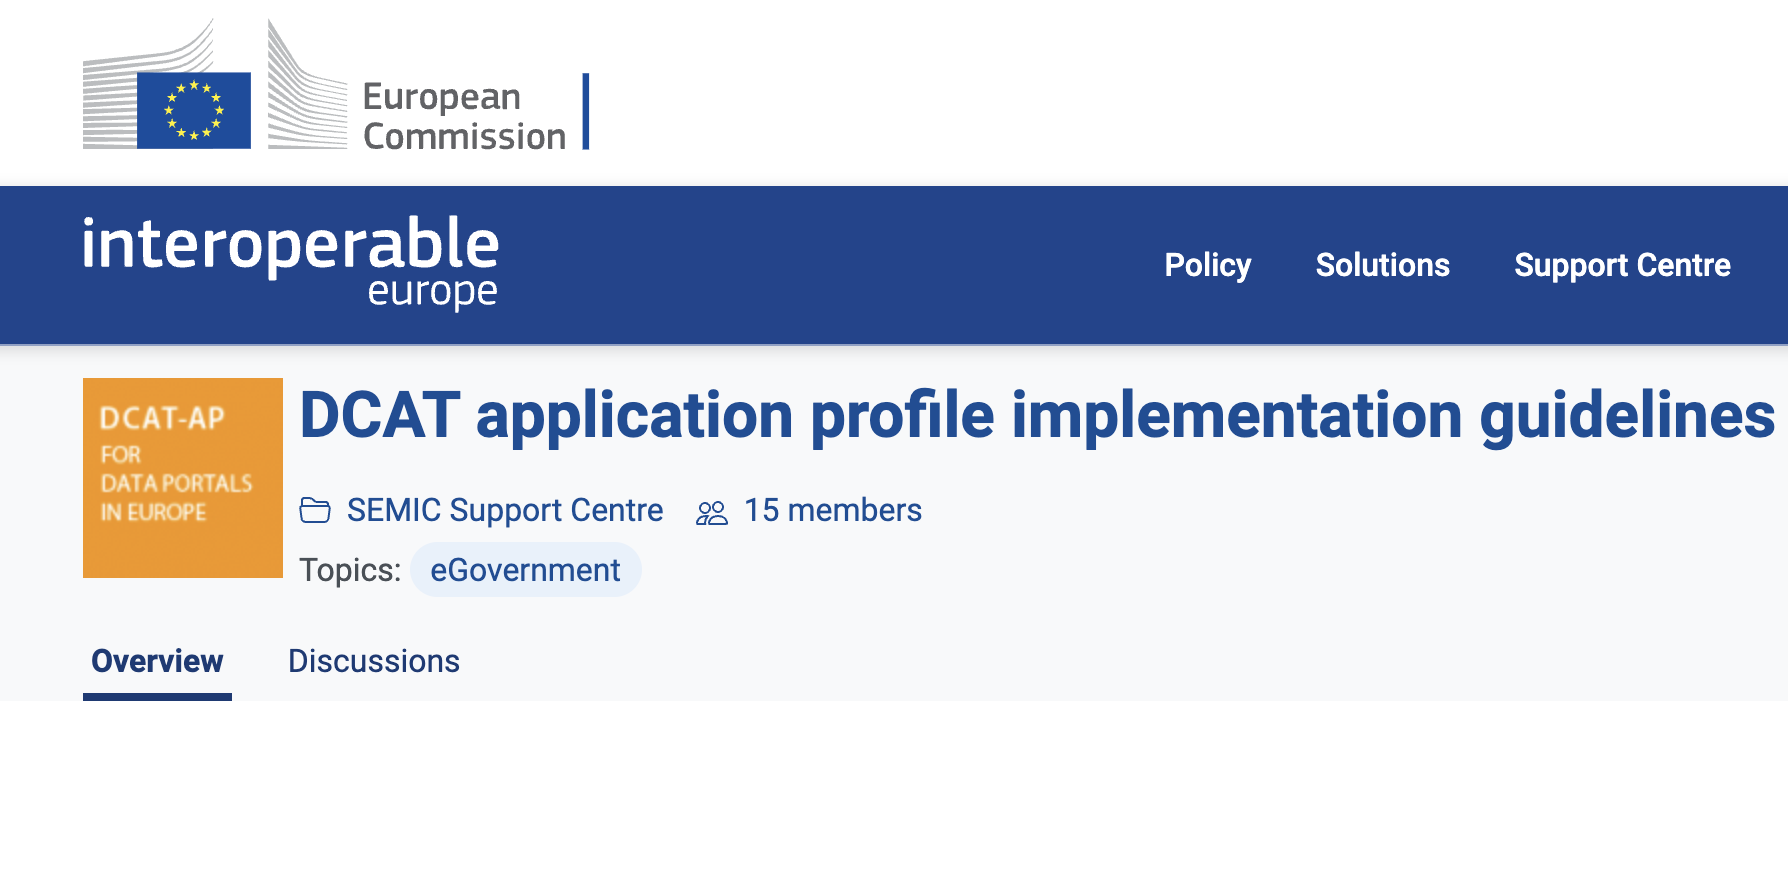 European
Commission
interoperable
europe
Policy
Solutions
Support Centre
DCAT-AP
FOR
DATA PORTALS
IN EUROPE
DCAT application profile implementation guidelines
SEMIC Support Centre
15 members
Topics: eGovernment
Overview
Discussions